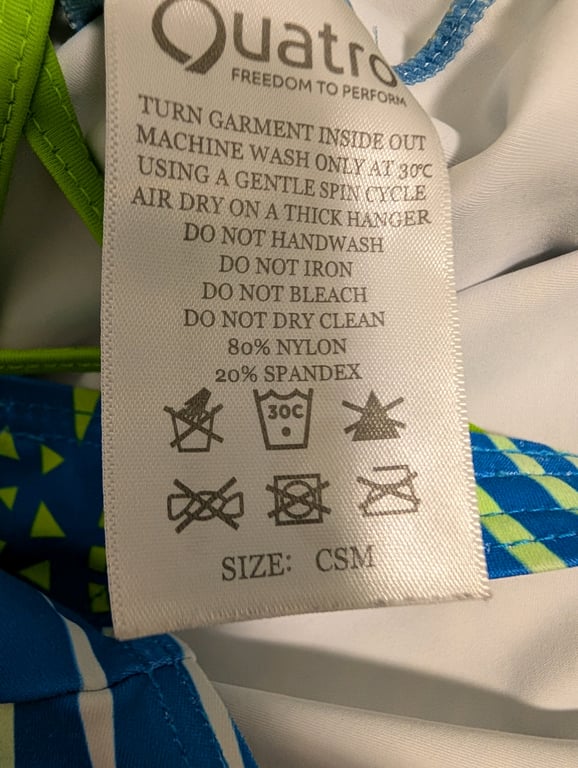 Quatro
FREEDOM TO PERFORM
TURN GARMENT INSIDE OUT
MACHINE WASH ONLY AT 30°C
USING A GENTLE SPIN CYCLE
AIR DRY ON A THICK HANGER
DO NOT HANDWASH
DO NOT IRON
DO NOT BLEACH
DO NOT DRY CLEAN
80% NYLON
20% SPANDEX
30C
SIZE: CSM